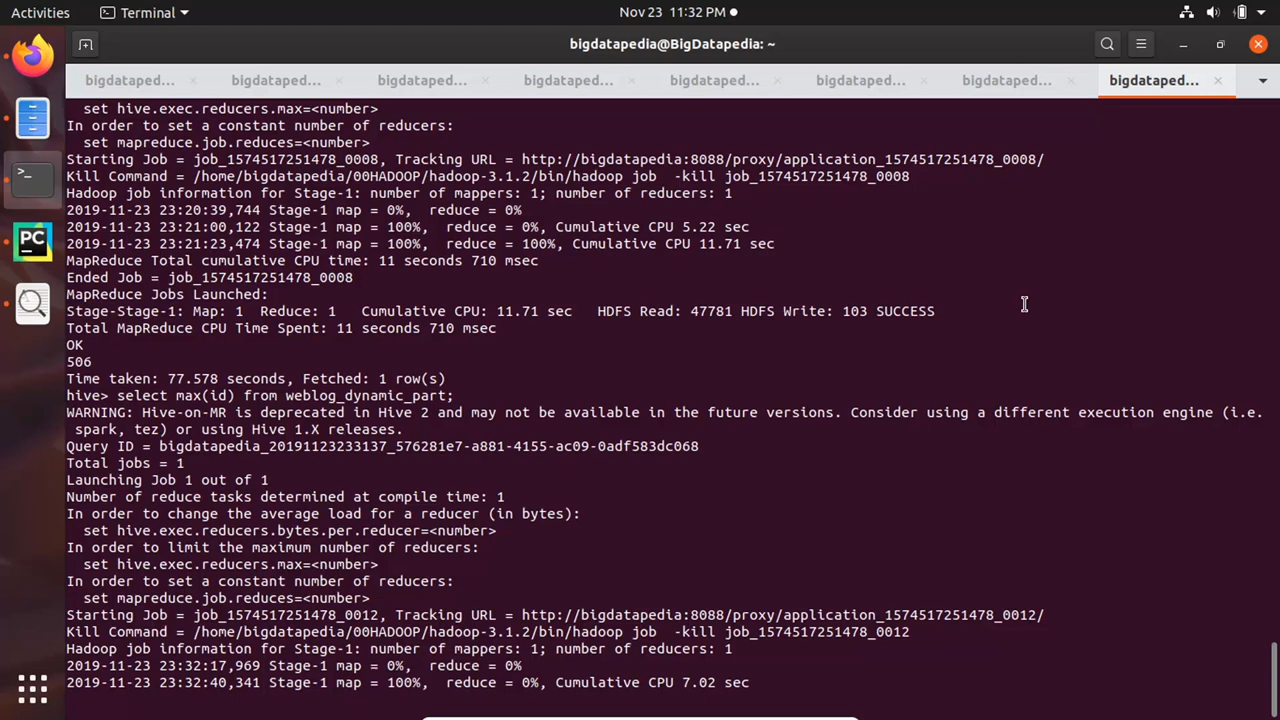 Activities
Terminal
Nov 23 11:32 PM
bigdatapedia@BigDatapedia: ~
bigdataped...
bigdataped...
bigdataped...
bigdataped...
bigdataped...
bigdataped...
bigdataped...
bigdataped...
set hive.exec.reducers.max=<number>
In order to set a constant number of reducers:
set mapreduce.job.reduces=<number>
Starting Job = job_1574517251478_0008, Tracking URL = http://bigdatapedia:8088/proxy/application_1574517251478_0008/
Kill Command = /home/bigdatapedia/00HADOOP/hadoop-3.1.2/bin/hadoop job  -kill job_1574517251478_0008
Hadoop job information for Stage-1: number of mappers: 1; number of reducers: 1
2019-11-23 23:20:39,744 Stage-1 map = 0%,  reduce = 0%
2019-11-23 23:21:00,122 Stage-1 map = 100%,  reduce = 0%, Cumulative CPU 5.22 sec
2019-11-23 23:21:23,474 Stage-1 map = 100%,  reduce = 100%, Cumulative CPU 11.71 sec
MapReduce Total cumulative CPU time: 11 seconds 710 msec
Ended Job = job_1574517251478_0008
MapReduce Jobs Launched:
Stage-Stage-1: Map: 1  Reduce: 1   Cumulative CPU: 11.71 sec   HDFS Read: 47781 HDFS Write: 103 SUCCESS
Total MapReduce CPU Time Spent: 11 seconds 710 msec
OK
506
Time taken: 77.578 seconds, Fetched: 1 row(s)
hive> select max(id) from weblog_dynamic_part;
WARNING: Hive-on-MR is deprecated in Hive 2 and may not be available in the future versions. Consider using a different execution engine (i.e.
spark, tez) or using Hive 1.X releases.
Query ID = bigdatapedia_20191123233137_576281e7-a881-4155-ac09-0adf583dc068
Total jobs = 1
Launching Job 1 out of 1
Number of reduce tasks determined at compile time: 1
In order to change the average load for a reducer (in bytes):
set hive.exec.reducers.bytes.per.reducer=<number>
In order to limit the maximum number of reducers:
set hive.exec.reducers.max=<number>
In order to set a constant number of reducers:
set mapreduce.job.reduces=<number>
Starting Job = job_1574517251478_0012, Tracking URL = http://bigdatapedia:8088/proxy/application_1574517251478_0012/
Kill Command = /home/bigdatapedia/00HADOOP/hadoop-3.1.2/bin/hadoop job  -kill job_1574517251478_0012
Hadoop job information for Stage-1: number of mappers: 1; number of reducers: 1
2019-11-23 23:32:17,969 Stage-1 map = 0%,  reduce = 0%
2019-11-23 23:32:40,341 Stage-1 map = 100%,  reduce = 0%, Cumulative CPU 7.02 sec
PC